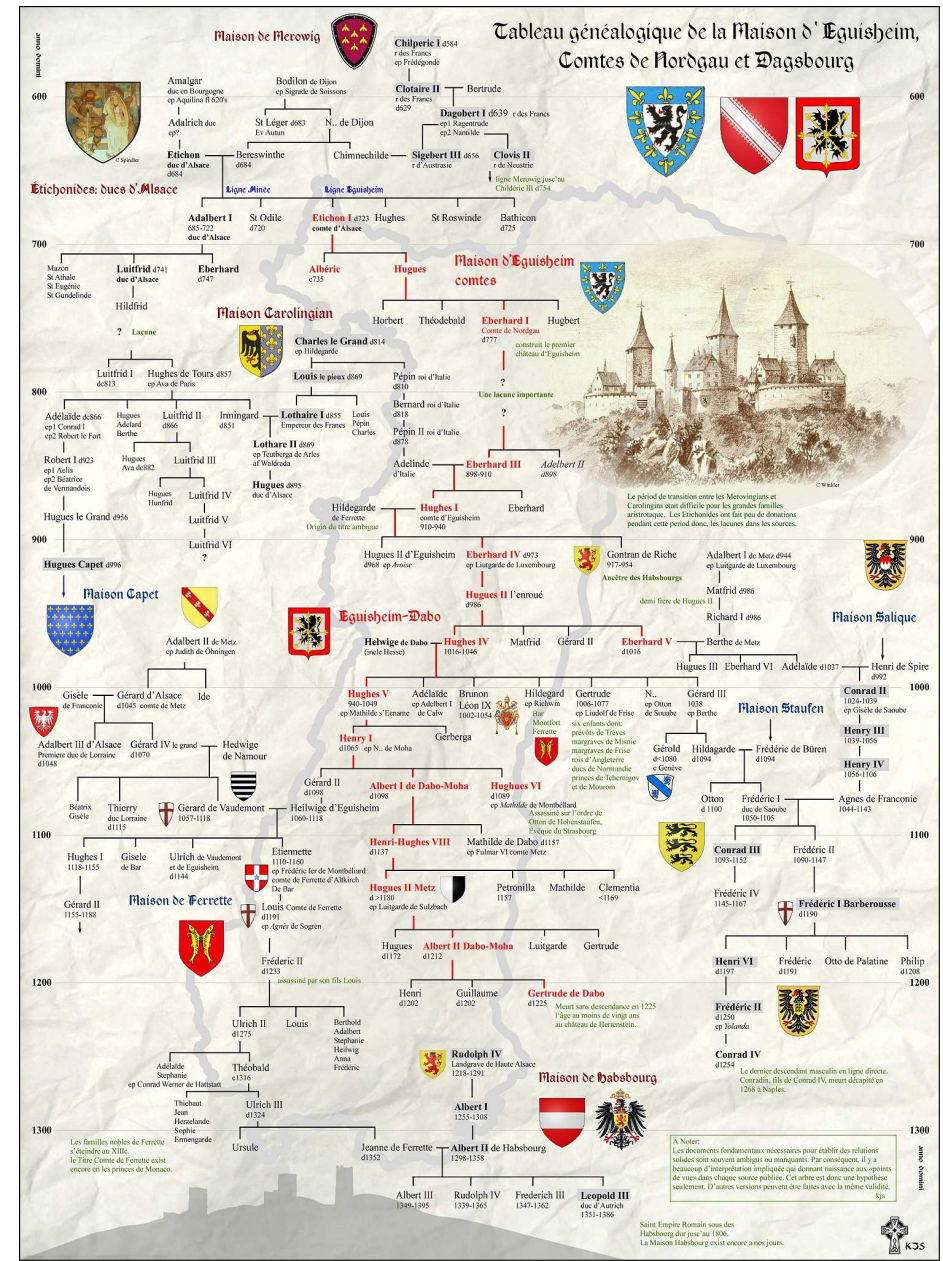 Tableau généalogique de la Maison d'Eguisheim,
Comtes de Nordgau et Dagsbourg
anno domini
Maison de Merowig
Chilperic I d584
r des Francs
ep Frédégonde
Amalgar
duc en Bourgogne
ep Aquilina fl 620's
Bodilon de Dijon
ep Sigrade de Soissons
Clotaire II
r des Francs
d629
Bertrude
600
600
C Spindler
Adalrich duc
ep?
St Léger d683
Ev Autun
N.. de Dijon
Dagobert I d639 r des Francs
ep1 Ragentrude
ep2 Nantilde
Etichon
duc d'Alsace
d684
Bereswinthe
d684
Chimnechilde
Sigebert III d656
r d'Austrasie
Clovis II
r de Neustrie
ligne Merowig jusqu'au
Childéric III d754
Étichonides: ducs d'Alsace
Ligne Ainée
Ligne Eguisheim
Adalbert I
685-722
duc d'Alsace
St Odile
d720
Etichon I d723
comte d'Alsace
Hughes
St Roswinde
Bathicon
d725
700
700
Mazon
St Athale
St Eugénie
St Gundelinde
Luitfrid d741
duc d'Alsace
Eberhard
d747
Albéric
c735
Hugues
Maison d'Eguisheim
comtes
Hildfrid
? Lacune
Maison Carolingian
Horbert
Théodebald
Eberhard I
Comte de Nordgau
d777
Hugbert
construit le premier
château d'Eguisheim
Charles le Grand d814
ep Hildegarde
Luitfrid I
dc813
Hughes de Tours d857
ep Ava de Paris
Louis le pieux d869
Pépin roi d'Italie
d810
?
Une lacune importante
?
800
800
Adélaïde dc866
ep1 Conrad I
ep2 Robert le Fort
Hugues
Adelard
Berthe
Luitfrid II
d866
Irmingard
d851
Lothaire I d855
Empereur des Francs
Louis
Pépin
Charles
Bernard roi d'Italie
d818
Pépin II roi d'Italie
d878
Lothare II d869
ep Teutberga de Arles
af Waldrada
Robert I d923
ep1 Aelis
ep2 Béatrice
de Vermandois
Hugues
Ava dc882
Luitfrid III
Adelinde
d'Italie
Eberhard III
898-910
Adelbert II
d898
Hugues d895
duc d'Alsace
Hugues
Hunfrid
Luitfrid IV
C Winkler
Hugues le Grand d956
Luitfrid V
Hildegarde
de Ferrette
Origin du titre ambigue
Hughes I
comte d'Eguisheim
910-940
Eberhard
Le période de transition entre les Merovingians et
Carolingins etait difficile pour les grandes familles
aristrotaque. Les Etichomides ont fait peu de donations
pendant cette period donc, les lacunes dans les sources.
900
900
Luitfrid VI
?
Hugues Capet d996
Hugues II d'Eguisheim
d968 ep Avoise
Eberhard IV d973
ep Liutgarde de Luxembourg
Gontran de Riche
917-954
Ancêtre des Habsbourgs
Adalbert I de Metz d944
ep Luitgarde de Luxembourg
Matfrid d986
demi frere de Hugues II
Richard I d986
Maison Capet
Hugues II l'enroué
d986
Maison Salique
Eguisheim-Dabo
Adalbert II de Metz
ep Judith de Öhningen
Helwige de Dabo
(incle Hesse)
Hughes IV
1016-1046
Matfrid
Gérard II
Eberhard V
d1016
Berthe de Metz
Hugues III
Eberhard VI
Adélaïde d1037
Henri de Spire
d992
1000
1000
Gisèle
de Franconie
Gérard d'Alsace
d1045 comte de Metz
Ide
Hughes V
940-1049
ep Mathilde s'Eename
Adélaïde
ep Adelbert I
de Calw
Brunon
Léon IX
1002-1054
Hildegard
ep Richwin
Bar
Montfort
Ferrette
Gertrude
1006-1077
ep Liudolf de Frise
six enfants dont:
prévôts de Trèves
margraves de Misnie
margraves de Frise
rois d'Angleterre
ducs de Normandie
princes de Tchernigov
et de Mourom
N..
ep Otton
de Souabe
Gérard III
1038
ep Berthe
Conrad II
1024-1039
ep Gisèle de Saoube
Maison Staufen
Henry III
1039-1056
Adalbert III d'Alsace
Premiere duc de Lorraine
d1048
Gérard IV le grand
d1070
Hedwige
de Namour
Henry I
d1065 ep N.. de Moha
Gerberga
Gérold
d<1080
c Genève
Hildagarde
d1094
Frédéric de Büren
d1094
Henry IV
1056-1106
Gérard II
d1098
Albert I de Dabo-Moha
d1098
Hughues VI
d1089
ep Mathilde de Montbéllard
Assassiné sur l'ordre de
Otton de Hohenstaufen,
Évêque du Strasbourg
Béatrix
Gisèle
Thierry
duc Lorraine
d1115
Gerard de Vaudemont
1057-1118
Heilwige d'Eguisheim
1060-1118
Otton
d 1100
Frédéric I
duc de Saoube
1050-1105
Agnes de Franconie
1044-1143
1100
1100
Hughes I
1118-1155
Gisele
de Bar
Ulrich de Vaudemont
et de Eguisheim
d1144
Etiennette
1110-1160
ep Frédéric Ier de Montbéliard
comte de Ferrette d'Altkirch
De Bar
Henri-Hughes VIII
d1137
Mathilde de Dabo d1157
ep Fulmar VI comte Metz
Conrad III
1093-1152
Frédéric II
1090-1147
Gérard II
1155-1188
Maison de Ferrette
Louis Comte de Ferrette
d1191
ep Agnèr de Sogren
Hugues II Metz
d >1180
ep Luitgarde de Sulzbach
Petronilla
1157
Mathilde
Clementia
<1169
Frédéric IV
1145-1167
Frédéric I Barberousse
d1190
Fréderic II
d1233
assassiné par son fils Louis
Hugues
d1172
Albert II Dabo-Moha
d1212
Luitgarde
Gertrude
Henri VI
d1197
Frédéric
d1191
Otto de Palatine
Philip
d1208
1200
1200
Henri
d1202
Guillaume
d1202
Gertrude de Dabo
d1225
Meurt sans descendance en 1225
l'âge au moins de vingt ans
au château de Herrenstein.
Frédéric II
d1250
ep Yolanda
Ulrich II
d1275
Louis
Berthold
Adalbert
Stephanie
Heilwig
Anna
Frédéric
Conrad IV
d1254
Le dernier descendant masculin en ligne directe,
Conradin, fils de Conrad IV, meurt décapité en
1268 à Naples.
Adélaïde
Stephanie
ep Conrad Werner de Hattstatt
Théobald
c1316
Rudolph IV
Landgrave de Haute Alsace
1218-1291
Maison de Habsbourg
Thiebaut
Jean
Herzelande
Sophie
Ermengarde
Ulrich III
d1324
Albert I
1255-1308
1300
1300
Les familles nobles de Ferrette
s'éteindre au XIIIc.
le Titre Comte de Ferrette exist
encore en les princes de Monaco.
Ursule
Jeanne de Ferrette
d1352
Albert II de Habsbourg
1298-1358
À Noter:
Les documents fondamentaux nécessaires pour établir des relations
solides sont souvent ambigus ou manquants. Par conséquent, il y a
beaucoup d'interprétation impliquée qui donnant naissance aux «points
de vue» dans chaque source publiée. Cet arbre est donc une hypothèse
seulement. D'autres versions peuvent être faites avec la même validité.
kjs
anno domini
Albert III
1349-1395
Rudolph IV
1339-1365
Frederich III
1347-1362
Leopold III
duc d'Autrich
1351-1386
Saint Empire Romain sous des
Habsbourg dur jusqu'au 1806.
La Maison Habsbourg exist encore a nos jours.
KJS